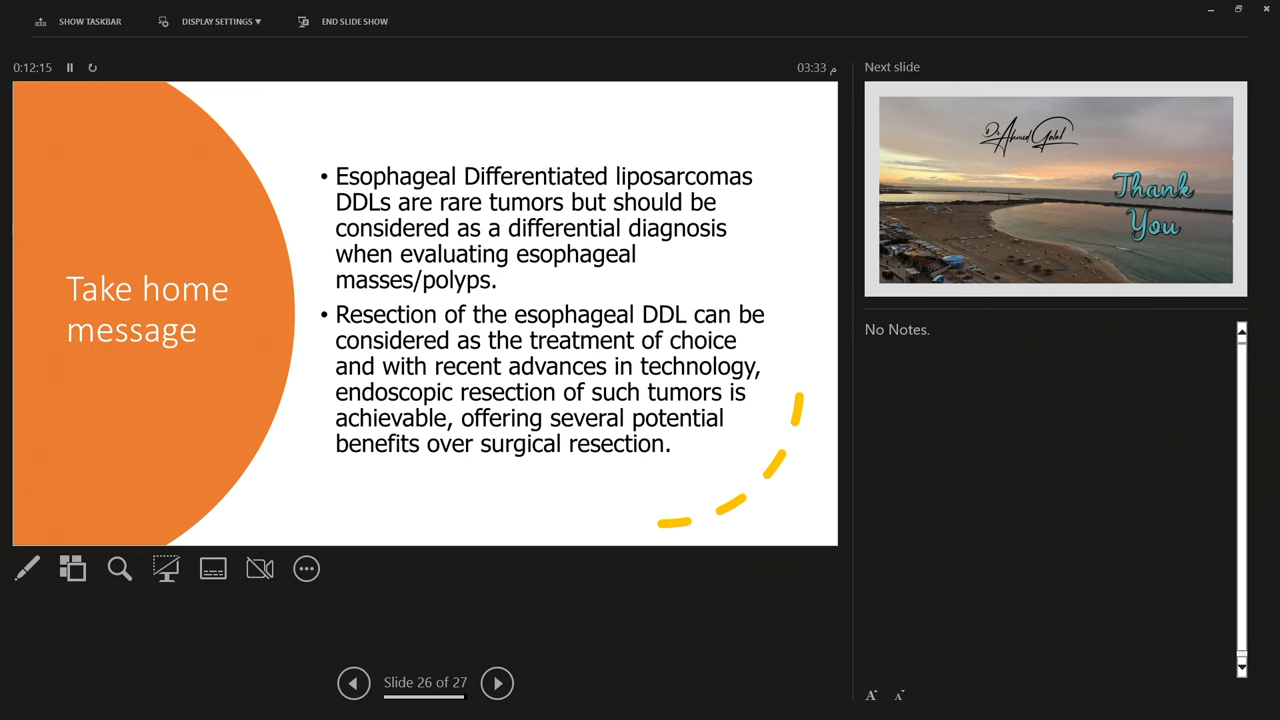 SHOW TASKBAR
DISPLAY SETTINGS ▼
END SLIDE SHOW
0:12:15
03:33 م
Take home
message
• Esophageal Differentiated liposarcomas
DDLs are rare tumors but should be
considered as a differential diagnosis
when evaluating esophageal
masses/polyps.
• Resection of the esophageal DDL can be
considered as the treatment of choice
and with recent advances in technology,
endoscopic resection of such tumors is
achievable, offering several potential
benefits over surgical resection.
Slide 26 of 27
Next slide
Dr. Ahmed Galal
Thank
You
No Notes.
A A